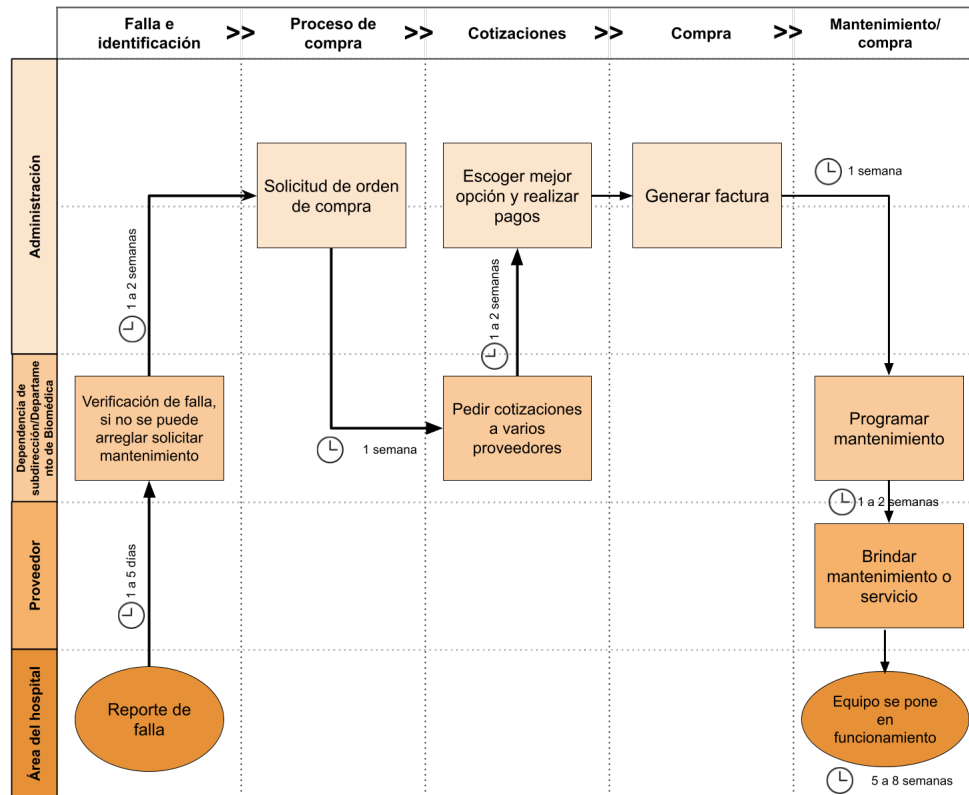 Falla e
identificación
>>
Proceso de
compra
>>
Cotizaciones
>>
Compra
>>
Mantenimiento/
compra
Administración
Solicitud de orden
de compra
Escoger mejor
opción y realizar
pagos
Generar factura
1 semana
1 a 2 semanas
1 a 2 semanas
Dependencia de
subdirección/Departame
nto de Biomédica
Verificación de falla,
si no se puede
arreglar solicitar
mantenimiento
1 semana
Pedir cotizaciones
a varios
proveedores
Programar
mantenimiento
1 a 2 semanas
Proveedor
1 a 5 días
Brindar
mantenimiento o
servicio
Área del hospital
Reporte de
falla
Equipo se pone
en
funcionamiento
5 a 8 semanas